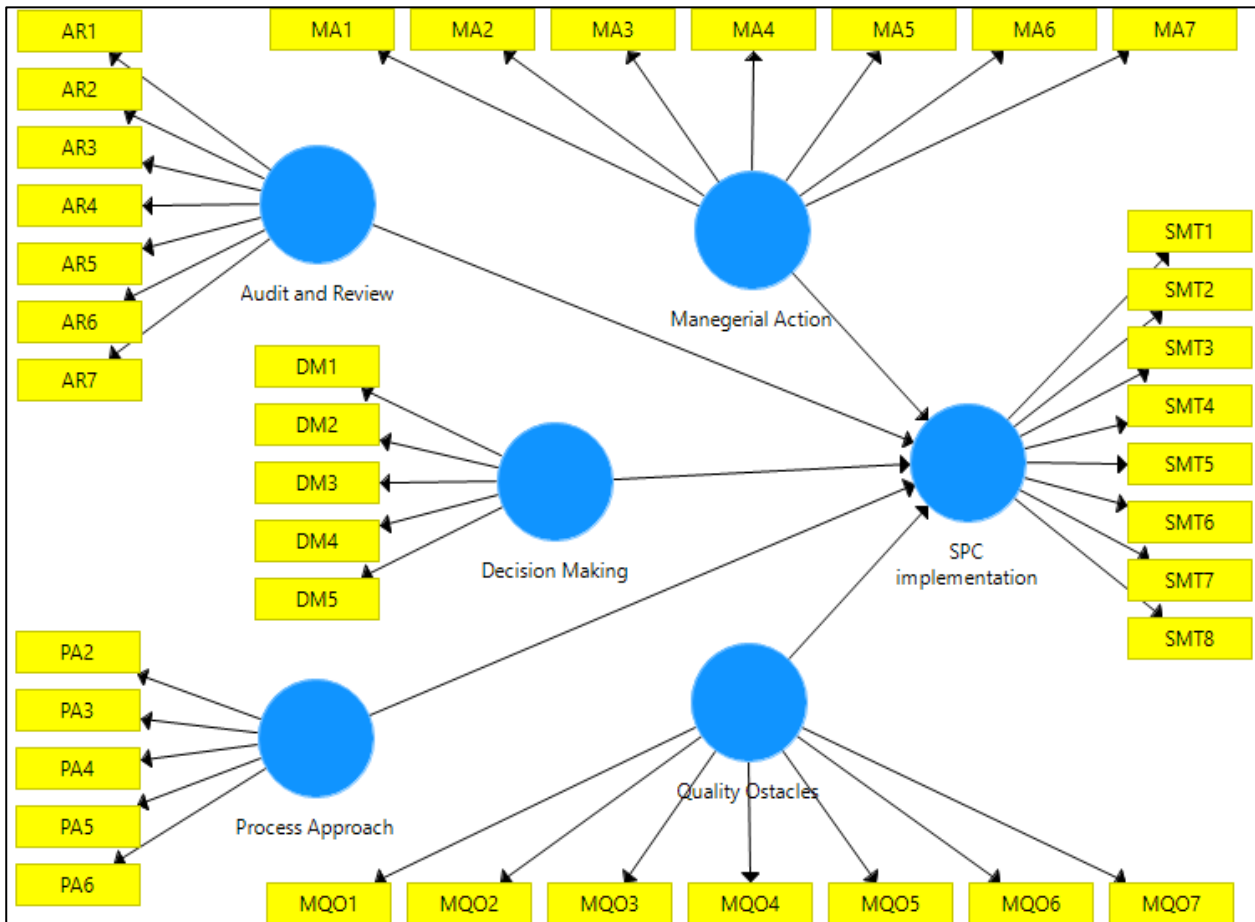 AR1
AR2
AR3
AR4
AR5
AR6
AR7
Audit and Review
MA1
MA2
MA3
MA4
MA5
MA6
MA7
Manegerial Action
DM1
DM2
DM3
DM4
DM5
Decision Making
SMT1
SMT2
SMT3
SMT4
SMT5
SMT6
SMT7
SMT8
SPC
implementation
PA2
PA3
PA4
PA5
PA6
Process Approach
Quality Ostacles
MQO1
MQO2
MQO3
MQO4
MQO5
MQO6
MQO7